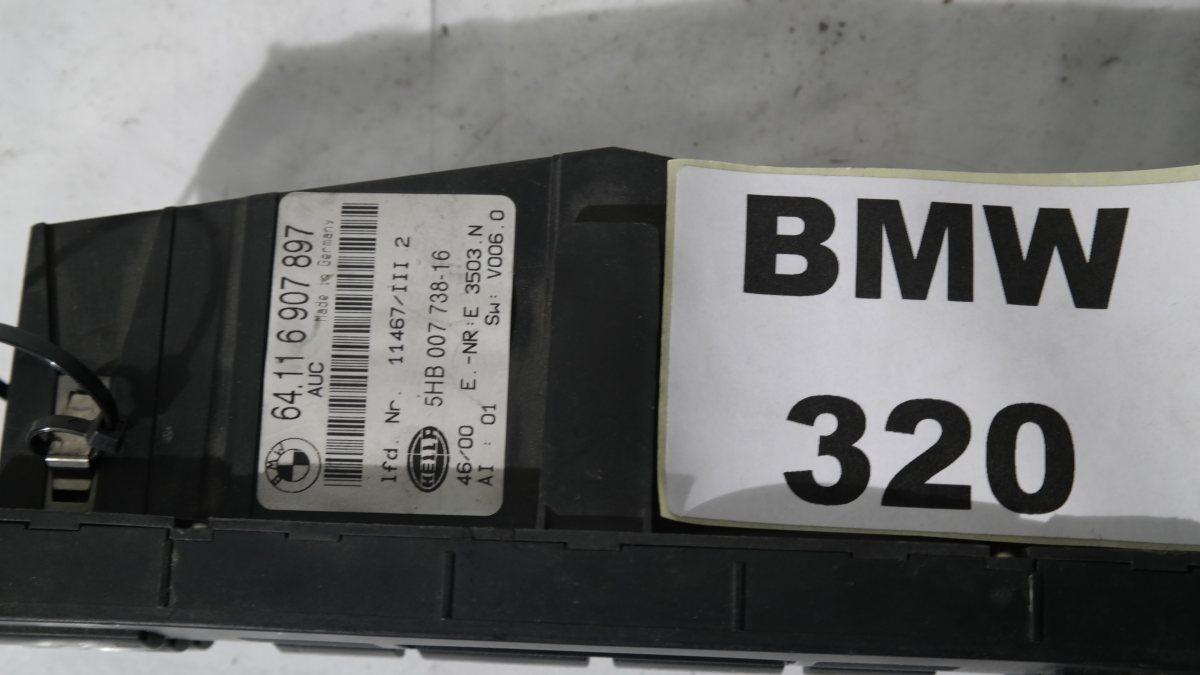 64.11 6 907 897
Made in Germany
AUC
lfd. Nr. 11467/III 2
HELLA
5HB 007 738-16
46/00 E.-NR:E 3503.N
AI : 01 SW: V006.0
BMW
BMW
320